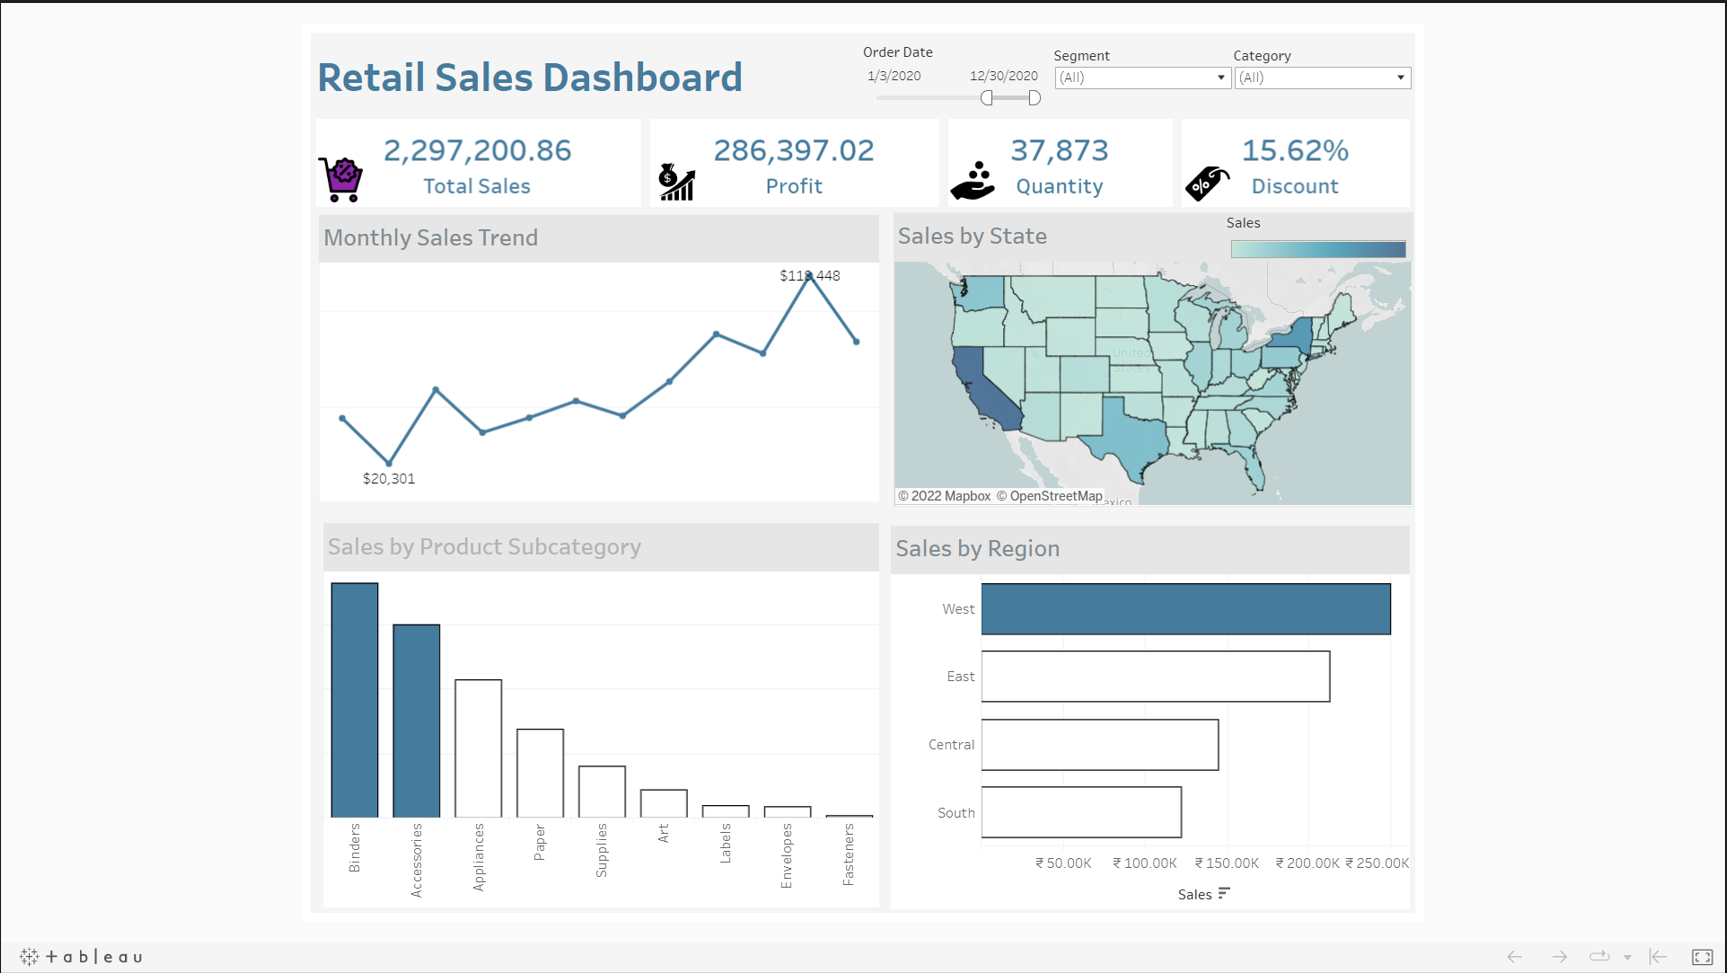 Retail Sales Dashboard
Order Date
1/3/2020
12/30/2020
Segment
(All)
Category
(All)
2,297,200.86
Total Sales
286,397.02
Profit
37,873
Quantity
15.62%
Discount
Monthly Sales Trend
$118,448
$20,301
Sales by State
Sales
United
States
© 2022 Mapbox © OpenStreetMap
Sales by Product Subcategory
Binders
Accessories
Appliances
Paper
Supplies
Art
Labels
Envelopes
Fasteners
Sales by Region
West
East
Central
South
₹ 50.00K
₹ 100.00K
₹ 150.00K
₹ 200.00K
₹ 250.00K
Sales
tableau